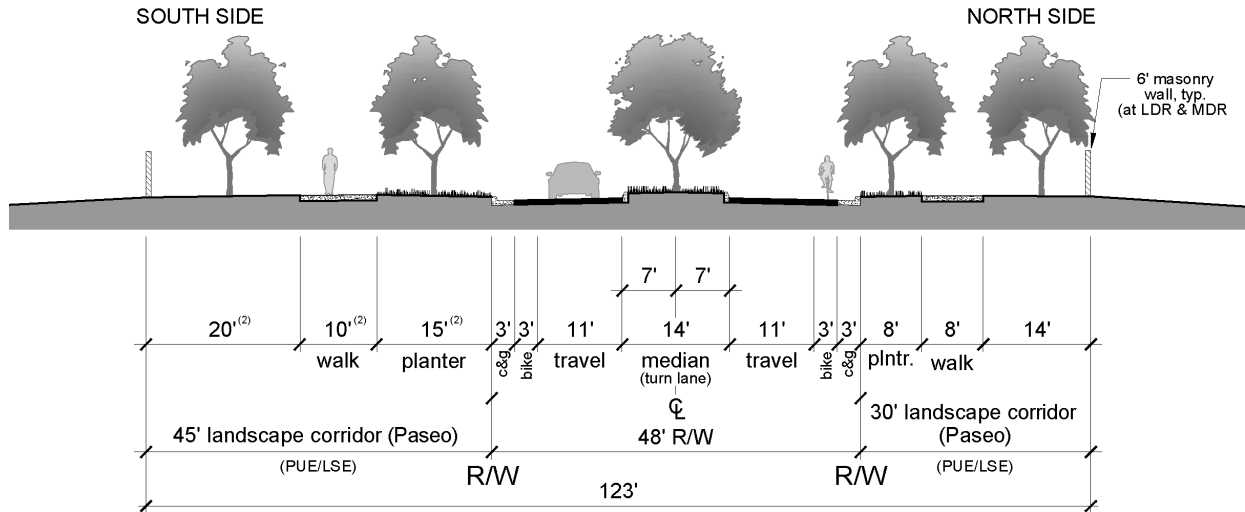 SOUTH SIDE
NORTH SIDE
6' masonry
wall, typ.
(at LDR & MDR
7' 7'
20'(2) 10'(2) 15'(2) 3' 3' 11' 14' 11' 3' 3' 8' 8' 14'
walk planter c&g bike travel median travel bike c&g plntr. walk
(turn lane)
C L
45' landscape corridor (Paseo)
48' R/W
30' landscape corridor
(Paseo)
(PUE/LSE)
(PUE/LSE)
R/W
R/W
123'